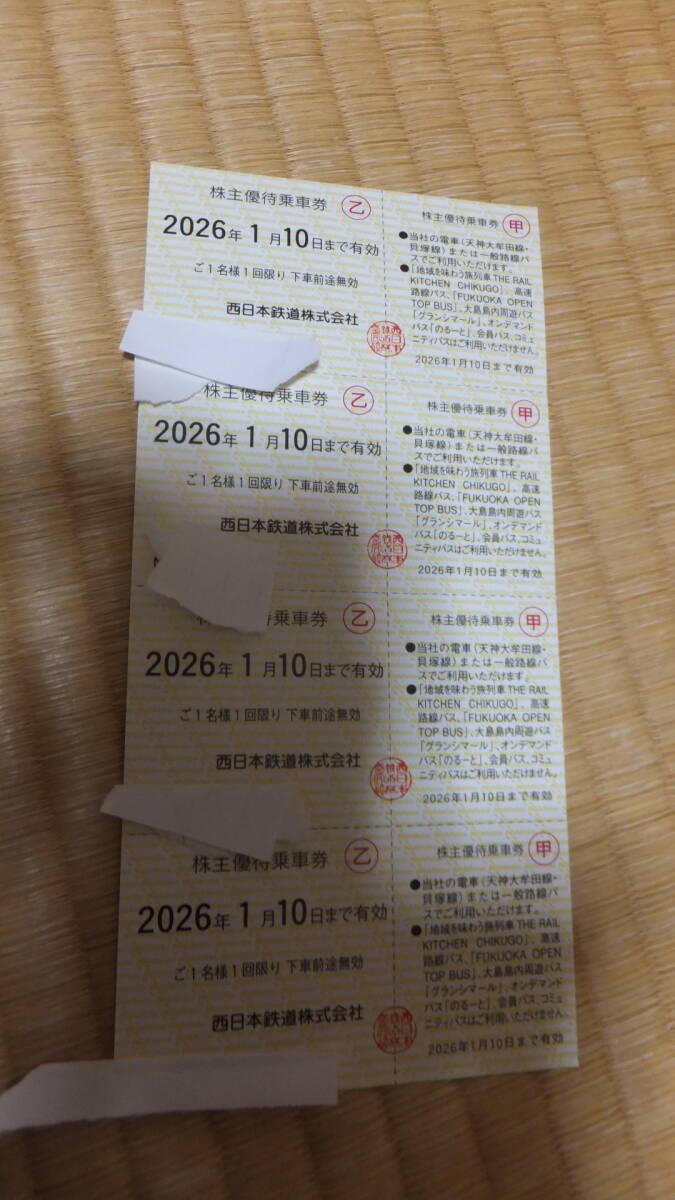 株主優待乗車券 乙
2026年 1月10日まで有効
ご1名様1回限り 下車前途無効
西日本鉄道株式会社
株主優待乗車券 甲
●当社の電車(天神大牟田線・
貝塚線)または一般路線バ
スでご利用いただけます。
●「地域を味わう旅列車 THE RAIL
KITCHEN CHIKUGO」、高速
路線バス、「FUKUOKA OPEN
TOP BUS」、大島島内周遊バス
「グランシマール」、オンデマンド
バス「のるーと」、会員バス、コミュ
ニティバスはご利用いただけません。
2026年1月10日まで有効
株主優待乗車券 乙
2026年 1月10日まで有効
ご1名様1回限り 下車前途無効
西日本鉄道株式会社
株主優待乗車券 甲
●当社の電車(天神大牟田線・
貝塚線)または一般路線バ
スでご利用いただけます。
●「地域を味わう旅列車 THE RAIL
KITCHEN CHIKUGO」、高速
路線バス、「FUKUOKA OPEN
TOP BUS」、大島島内周遊バス
「グランシマール」、オンデマンド
バス「のるーと」、会員バス、コミュ
ニティバスはご利用いただけません。
2026年1月10日まで有効
待乗車券 乙
2026年 1月10日まで有効
ご1名様1回限り 下車前途無効
西日本鉄道株式会社
株主優待乗車券 甲
●当社の電車(天神大牟田線・
貝塚線)または一般路線バ
スでご利用いただけます。
●「地域を味わう旅列車 THE RAIL
KITCHEN CHIKUGO」、高速
路線バス、「FUKUOKA OPEN
TOP BUS」、大島島内周遊バス
「グランシマール」、オンデマンド
バス「のるーと」、会員バス、コミュ
ニティバスはご利用いただけません。
2026年1月10日まで有効
株主優待乗車券 乙
2026年 1月10日まで有効
ご1名様1回限り 下車前途無効
西日本鉄道株式会社
株主優待乗車券 甲
●当社の電車(天神大牟田線・
貝塚線)または一般路線バ
スでご利用いただけます。
●「地域を味わう旅列車 THE RAIL
KITCHEN CHIKUGO」、高速
路線バス、「FUKUOKA OPEN
TOP BUS」、大島島内周遊バス
「グランシマール」、オンデマンド
バス「のるーと」、会員バス、コミュ
ニティバスはご利用いただけません。
2026年1月10日まで有効